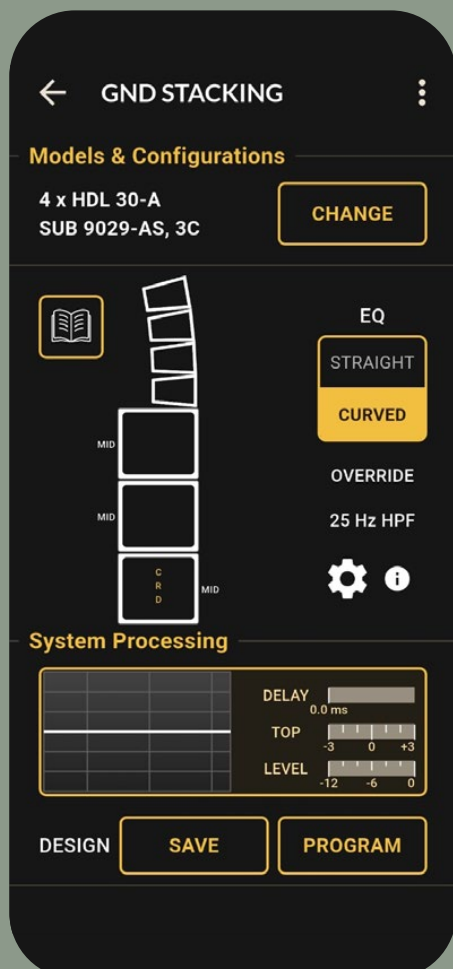 GND STACKING
Models & Configurations
4 x HDL 30-A
SUB 9029-AS, 3C
CHANGE
EQ
STRAIGHT
CURVED
MID
OVERRIDE
MID
25 Hz HPF
C
R
D
MID
i
System Processing
DELAY
0.0 ms
TOP
-3 0 +3
LEVEL
-12 -6 0
DESIGN SAVE PROGRAM